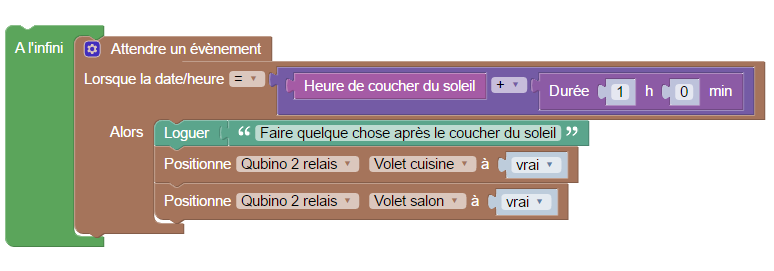 A l'infini Attendre un évènement
Lorsque la date/heure = Heure de coucher du soleil + Durée 1 h 0 min
Alors Loguer “ Faire quelque chose après le coucher du soleil ”
Positionne Qubino 2 relais Volet cuisine à vrai
Positionne Qubino 2 relais Volet salon à vrai